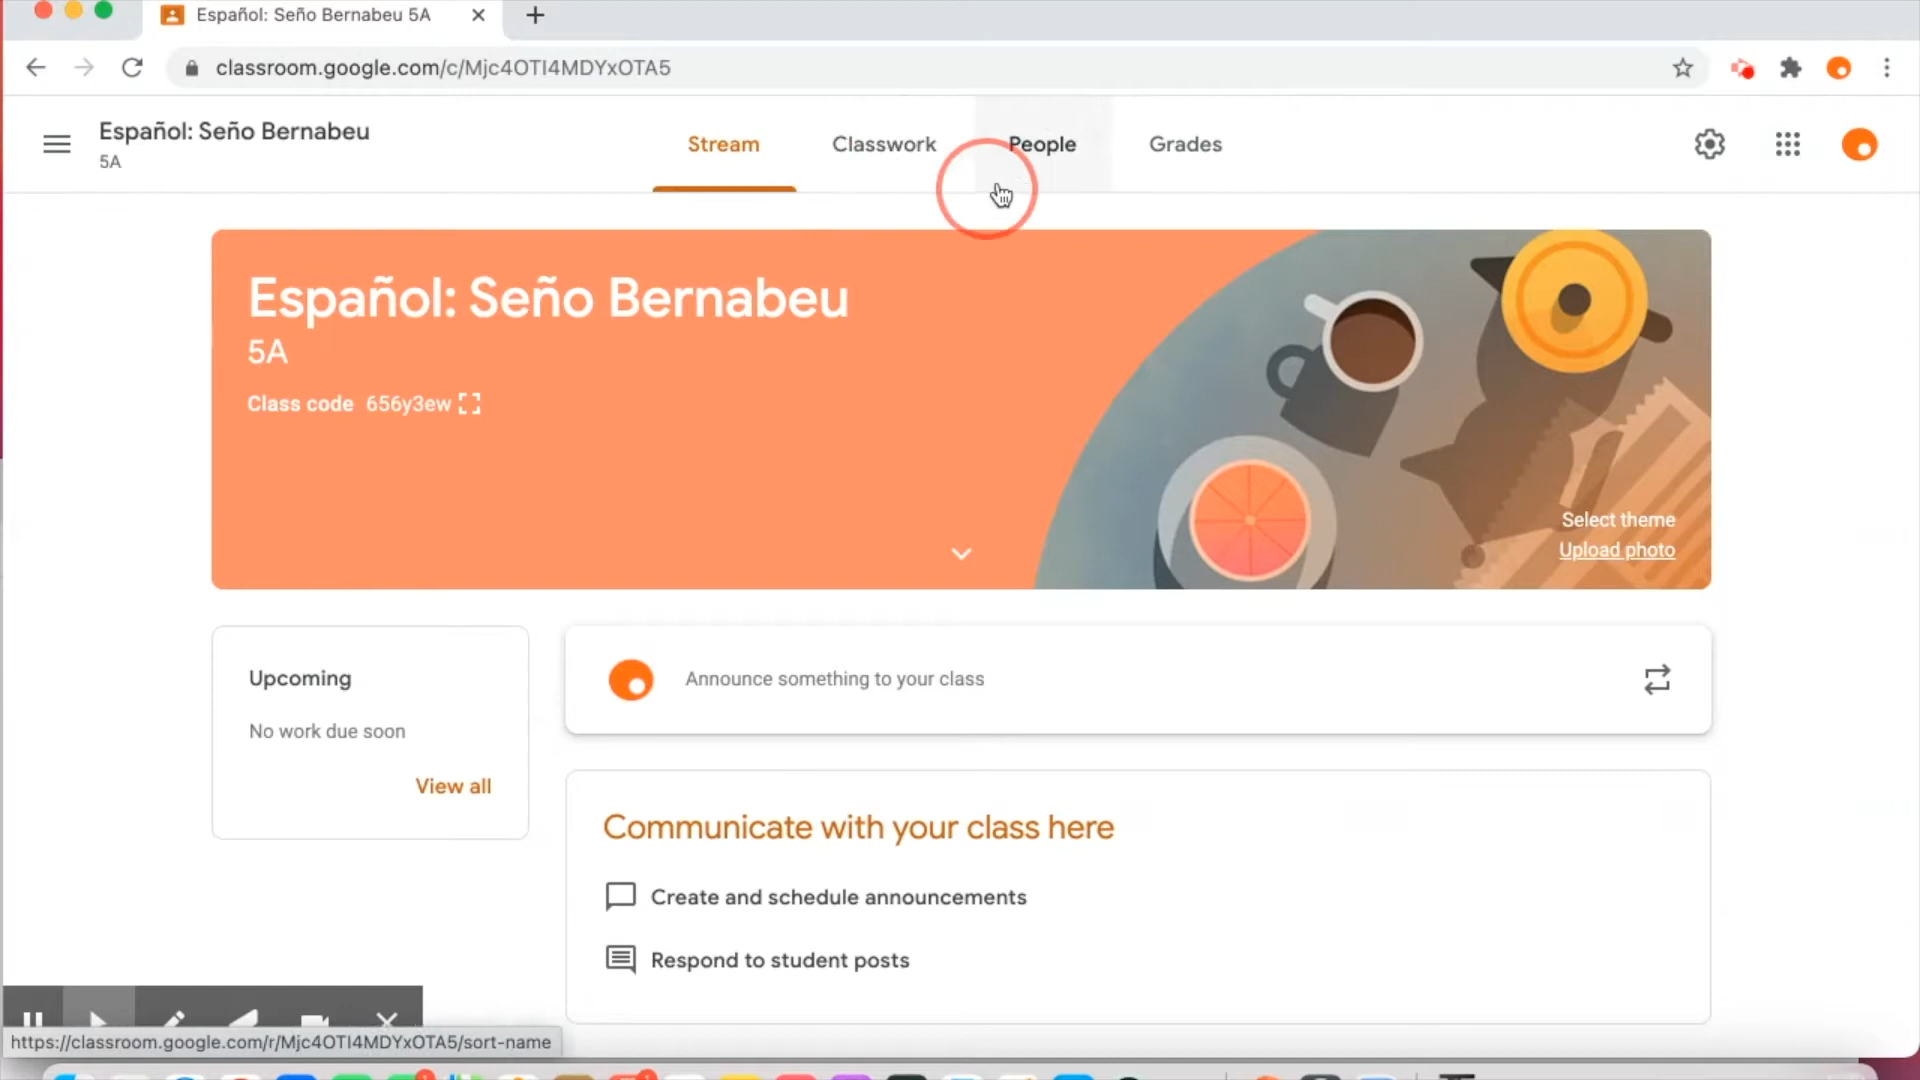 Español: Seño Bernabeu 5A
classroom.google.com/c/Mjc4OTI4MDYxOTA5
Español: Seño Bernabeu
5A
Stream
Classwork
People
Grades
Español: Seño Bernabeu
5A
Class code 656y3ew
Select theme
Upload photo
Upcoming
No work due soon
View all
Announce something to your class
Communicate with your class here
Create and schedule announcements
Respond to student posts
https://classroom.google.com/r/Mjc4OTI4MDYxOTA5/sort-name